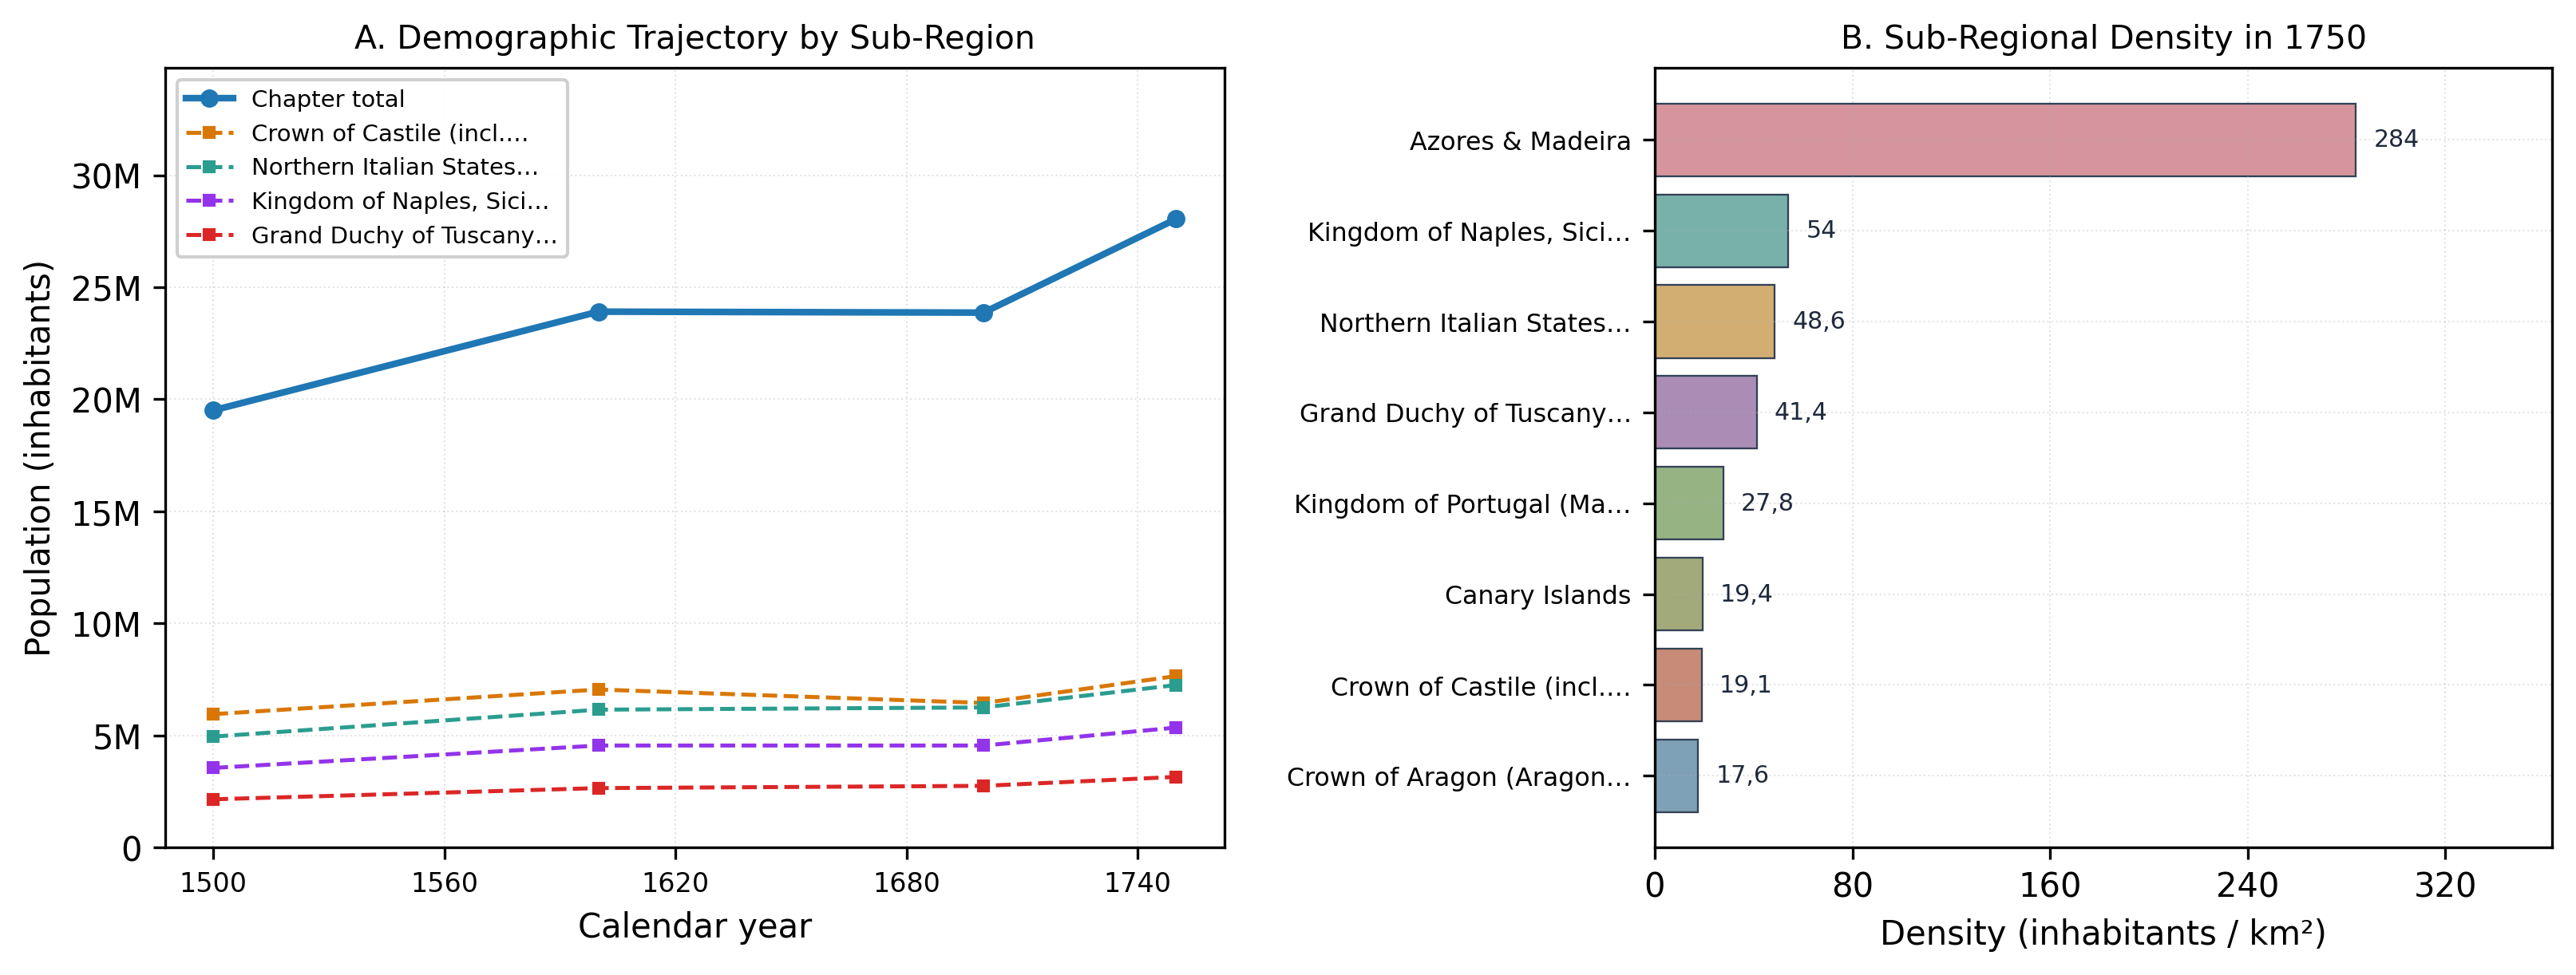 A. Demographic Trajectory by Sub-Region
Chapter total
Crown of Castile (incl.…
Northern Italian States…
Kingdom of Naples, Sici…
Grand Duchy of Tuscany…
Population (inhabitants)
30M
25M
20M
15M
10M
5M
0
1500 1560 1620 1680 1740
Calendar year
B. Sub-Regional Density in 1750
Azores & Madeira 284
Kingdom of Naples, Sici… 54
Northern Italian States… 48,6
Grand Duchy of Tuscany… 41,4
Kingdom of Portugal (Ma… 27,8
Canary Islands 19,4
Crown of Castile (incl.… 19,1
Crown of Aragon (Aragon… 17,6
0 80 160 240 320
Density (inhabitants / km²)